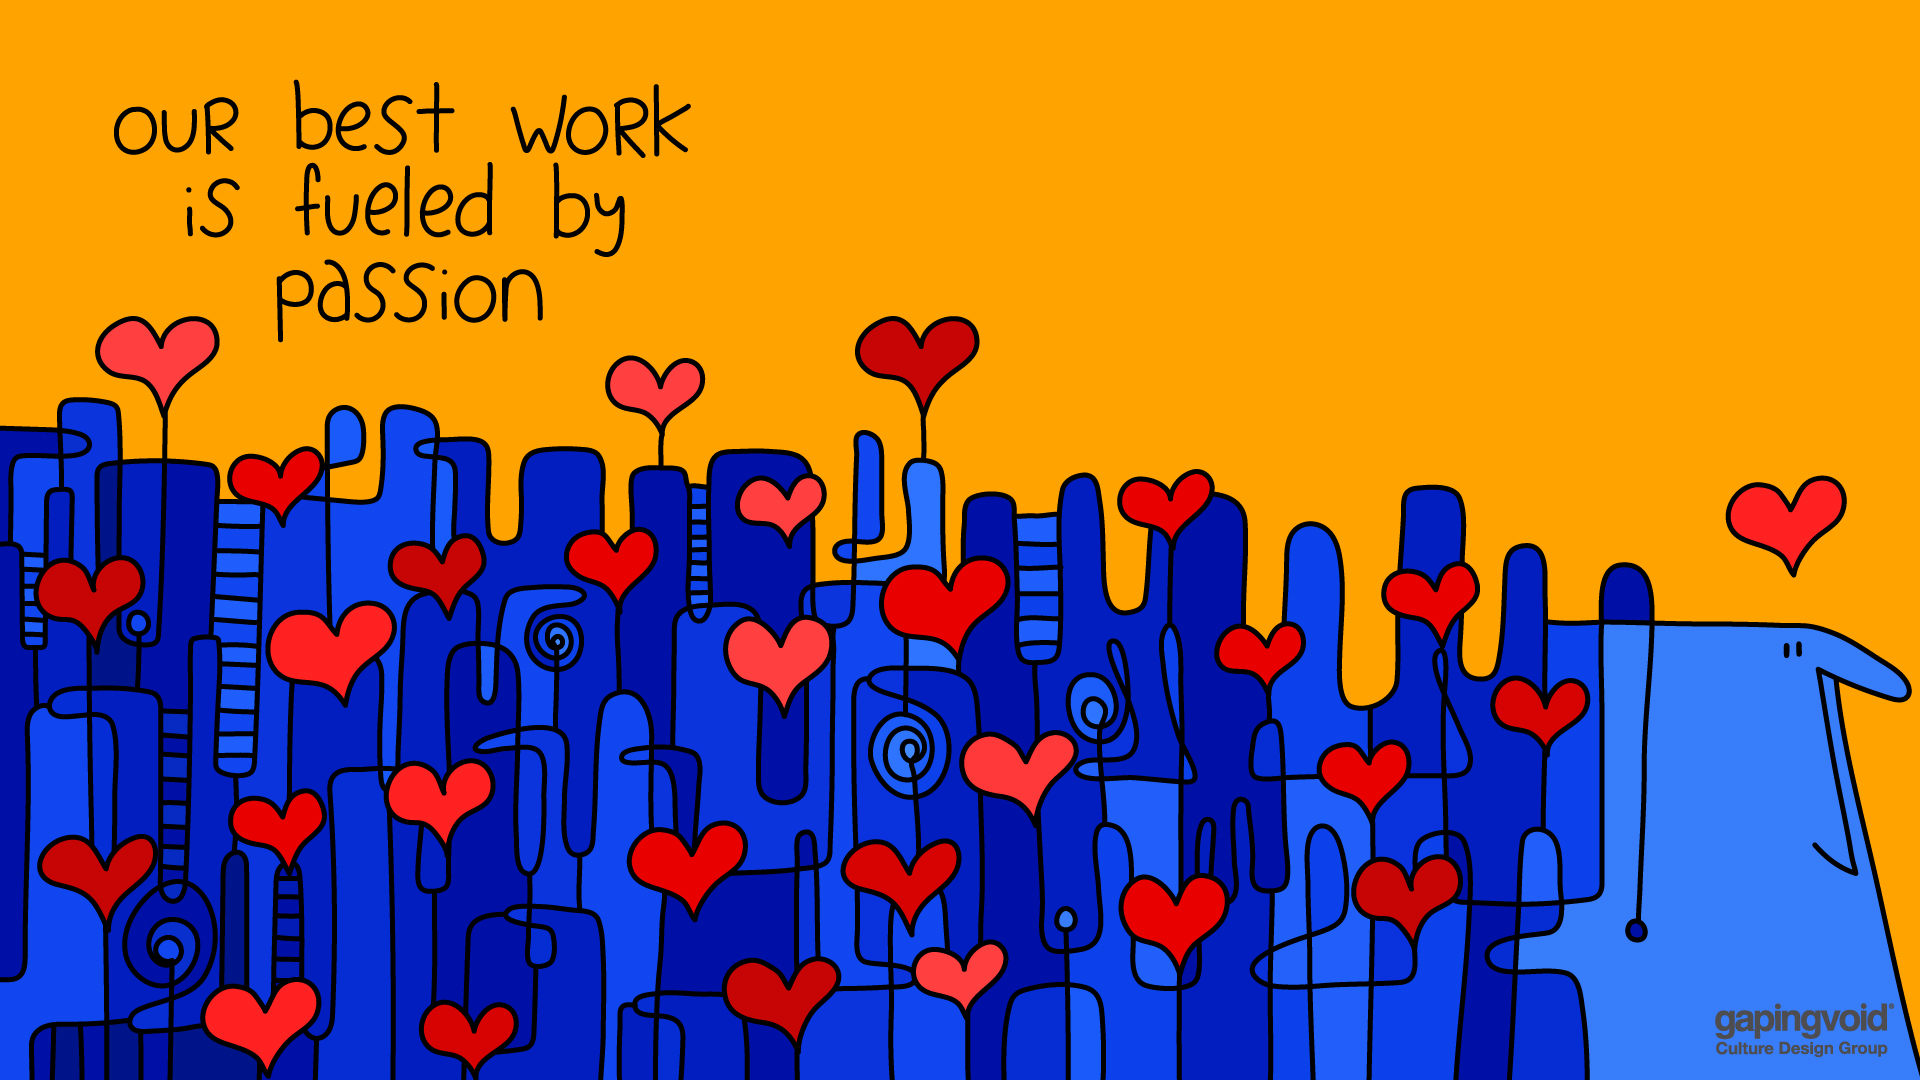 our best work
is fueled by
passion
gapingvoid®
Culture Design Group